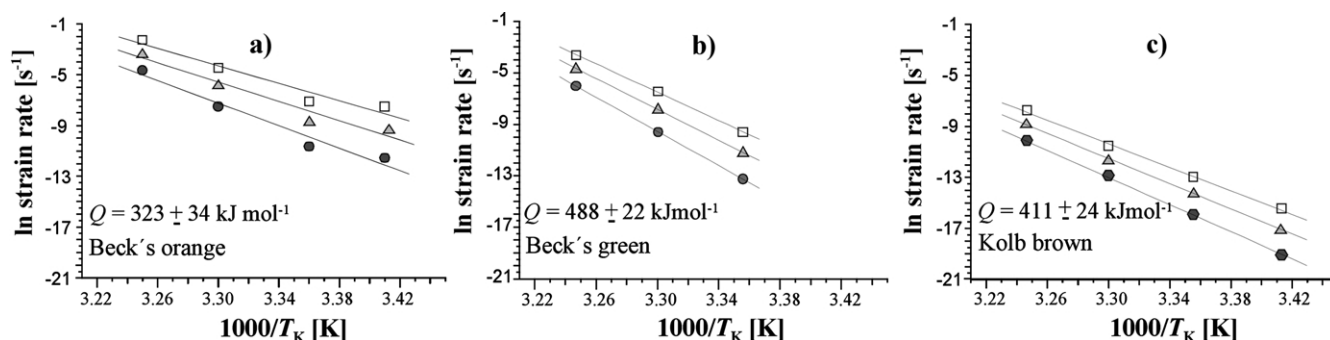 a)
ln strain rate [s⁻¹]
-1
-5
-9
-13
-17
-21
Q = 323 ± 34 kJ mol⁻¹
Beck´s orange
3.22 3.26 3.30 3.34 3.38 3.42
1000/T_K [K]
b)
ln strain rate [s⁻¹]
-1
-5
-9
-13
-17
-21
Q = 488 ± 22 kJmol⁻¹
Beck´s green
3.22 3.26 3.30 3.34 3.38 3.42
1000/T_K [K]
c)
ln strain rate [s⁻¹]
-1
-5
-9
-13
-17
-21
Q = 411 ± 24 kJmol⁻¹
Kolb brown
3.22 3.26 3.30 3.34 3.38 3.42
1000/T_K [K]